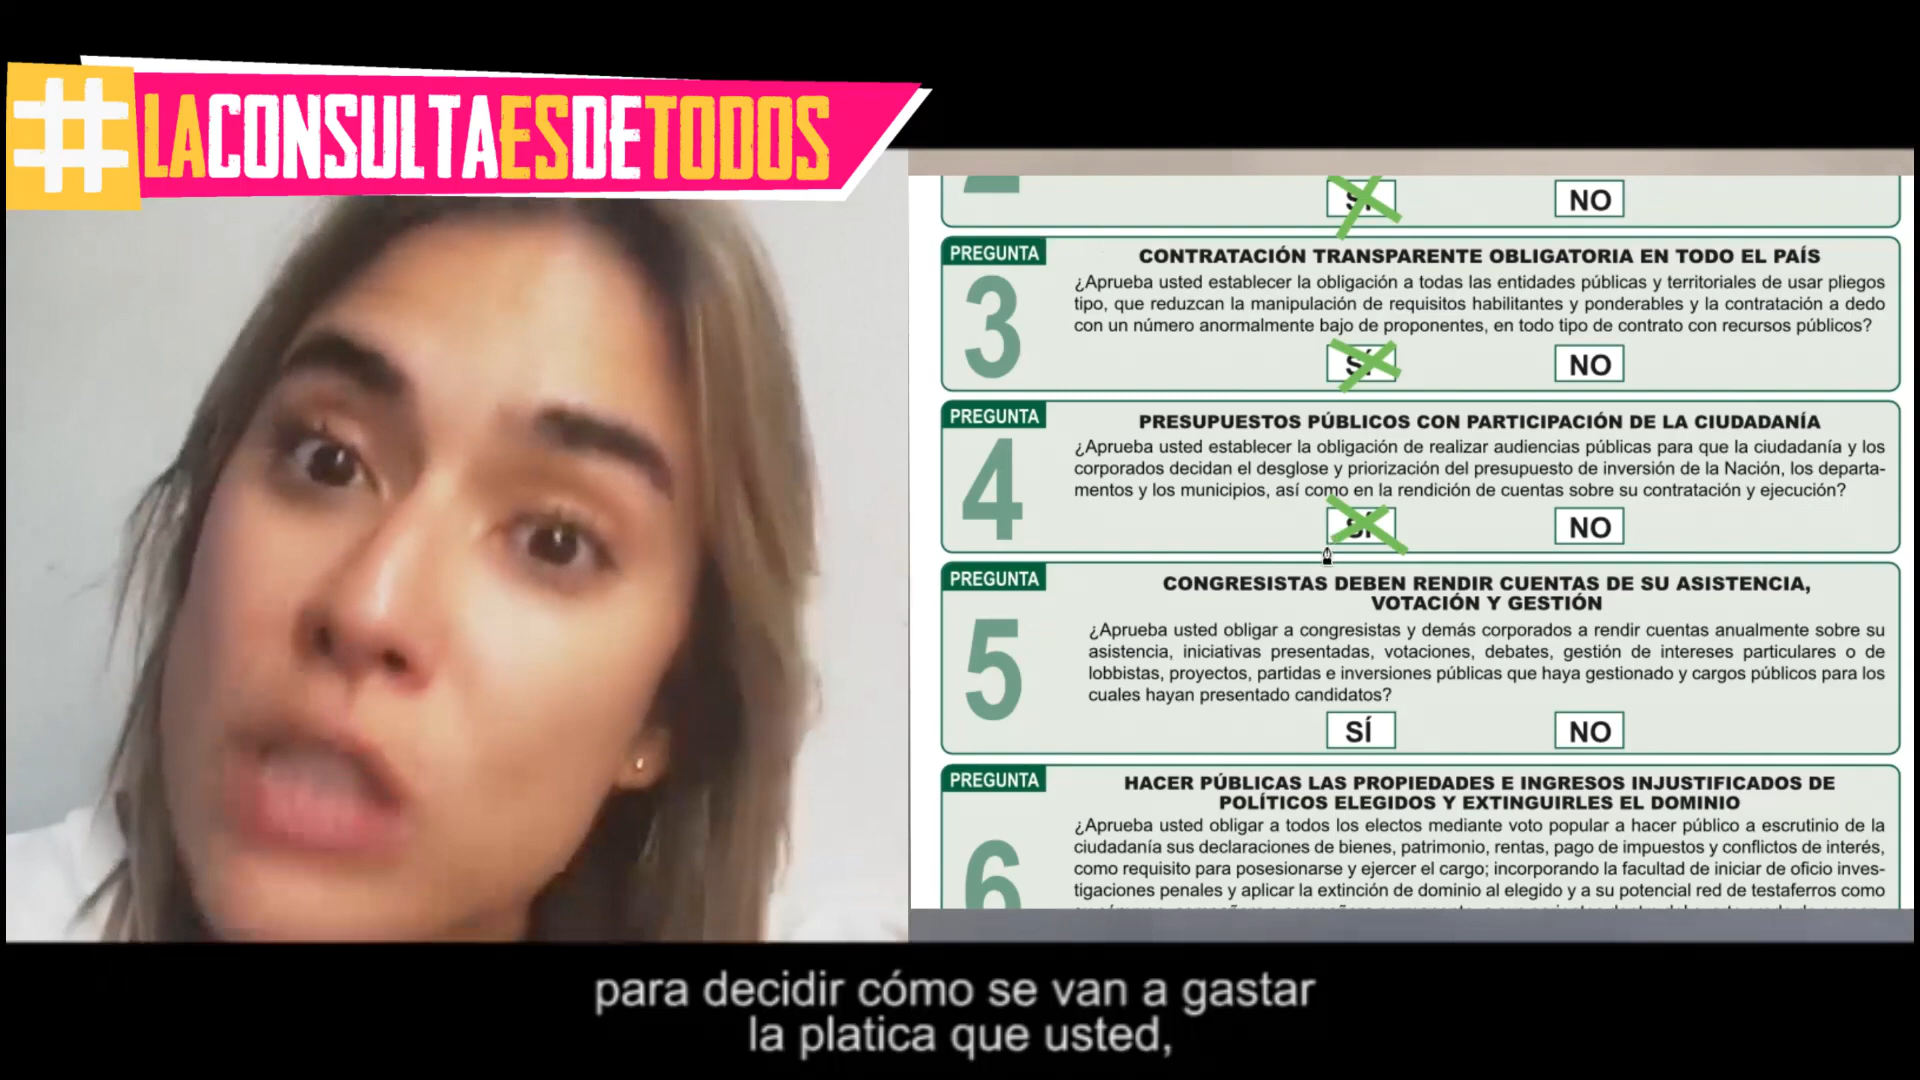 #LACONSULTAESDETODOS
SÍ NO
PREGUNTA
3
CONTRATACIÓN TRANSPARENTE OBLIGATORIA EN TODO EL PAÍS
¿Aprueba usted establecer la obligación a todas las entidades públicas y territoriales de usar pliegos
tipo, que reduzcan la manipulación de requisitos habilitantes y ponderables y la contratación a dedo
con un número anormalmente bajo de proponentes, en todo tipo de contrato con recursos públicos?
SÍ NO
PREGUNTA
4
PRESUPUESTOS PÚBLICOS CON PARTICIPACIÓN DE LA CIUDADANÍA
¿Aprueba usted establecer la obligación de realizar audiencias públicas para que la ciudadanía y los
corporados decidan el desglose y priorización del presupuesto de inversión de la Nación, los departa-
mentos y los municipios, así como en la rendición de cuentas sobre su contratación y ejecución?
SÍ NO
PREGUNTA
5
CONGRESISTAS DEBEN RENDIR CUENTAS DE SU ASISTENCIA,
VOTACIÓN Y GESTIÓN
¿Aprueba usted obligar a congresistas y demás corporados a rendir cuentas anualmente sobre su
asistencia, iniciativas presentadas, votaciones, debates, gestión de intereses particulares o de
lobbistas, proyectos, partidas e inversiones públicas que haya gestionado y cargos públicos para los
cuales hayan presentado candidatos?
SÍ NO
PREGUNTA
6
HACER PÚBLICAS LAS PROPIEDADES E INGRESOS INJUSTIFICADOS DE
POLÍTICOS ELEGIDOS Y EXTINGUIRLES EL DOMINIO
¿Aprueba usted obligar a todos los electos mediante voto popular a hacer público a escrutinio de la
ciudadanía sus declaraciones de bienes, patrimonio, rentas, pago de impuestos y conflictos de interés,
como requisito para posesionarse y ejercer el cargo; incorporando la facultad de iniciar de oficio inves-
tigaciones penales y aplicar la extinción de dominio al elegido y a su potencial red de testaferros como
para decidir cómo se van a gastar
la platica que usted,